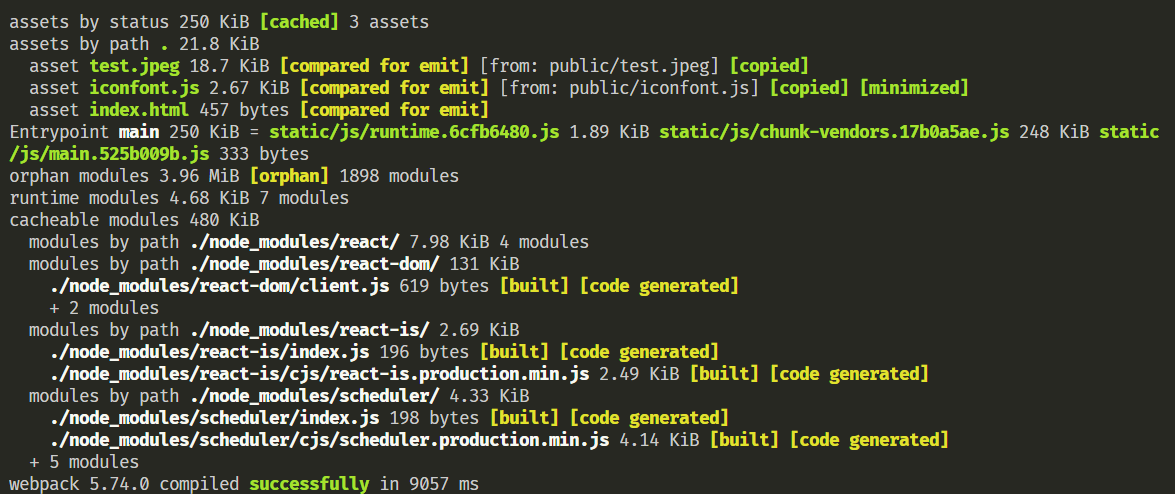 assets by status 250 KiB [cached] 3 assets
assets by path . 21.8 KiB
  asset test.jpeg 18.7 KiB [compared for emit] [from: public/test.jpeg] [copied]
  asset iconfont.js 2.67 KiB [compared for emit] [from: public/iconfont.js] [copied] [minimized]
  asset index.html 457 bytes [compared for emit]
Entrypoint main 250 KiB = static/js/runtime.6cfb6480.js 1.89 KiB static/js/chunk-vendors.17b0a5ae.js 248 KiB static
/js/main.525b009b.js 333 bytes
orphan modules 3.96 MiB [orphan] 1898 modules
runtime modules 4.68 KiB 7 modules
cacheable modules 480 KiB
  modules by path ./node_modules/react/ 7.98 KiB 4 modules
  modules by path ./node_modules/react-dom/ 131 KiB
    ./node_modules/react-dom/client.js 619 bytes [built] [code generated]
    + 2 modules
  modules by path ./node_modules/react-is/ 2.69 KiB
    ./node_modules/react-is/index.js 196 bytes [built] [code generated]
    ./node_modules/react-is/cjs/react-is.production.min.js 2.49 KiB [built] [code generated]
  modules by path ./node_modules/scheduler/ 4.33 KiB
    ./node_modules/scheduler/index.js 198 bytes [built] [code generated]
    ./node_modules/scheduler/cjs/scheduler.production.min.js 4.14 KiB [built] [code generated]
  + 5 modules
webpack 5.74.0 compiled successfully in 9057 ms